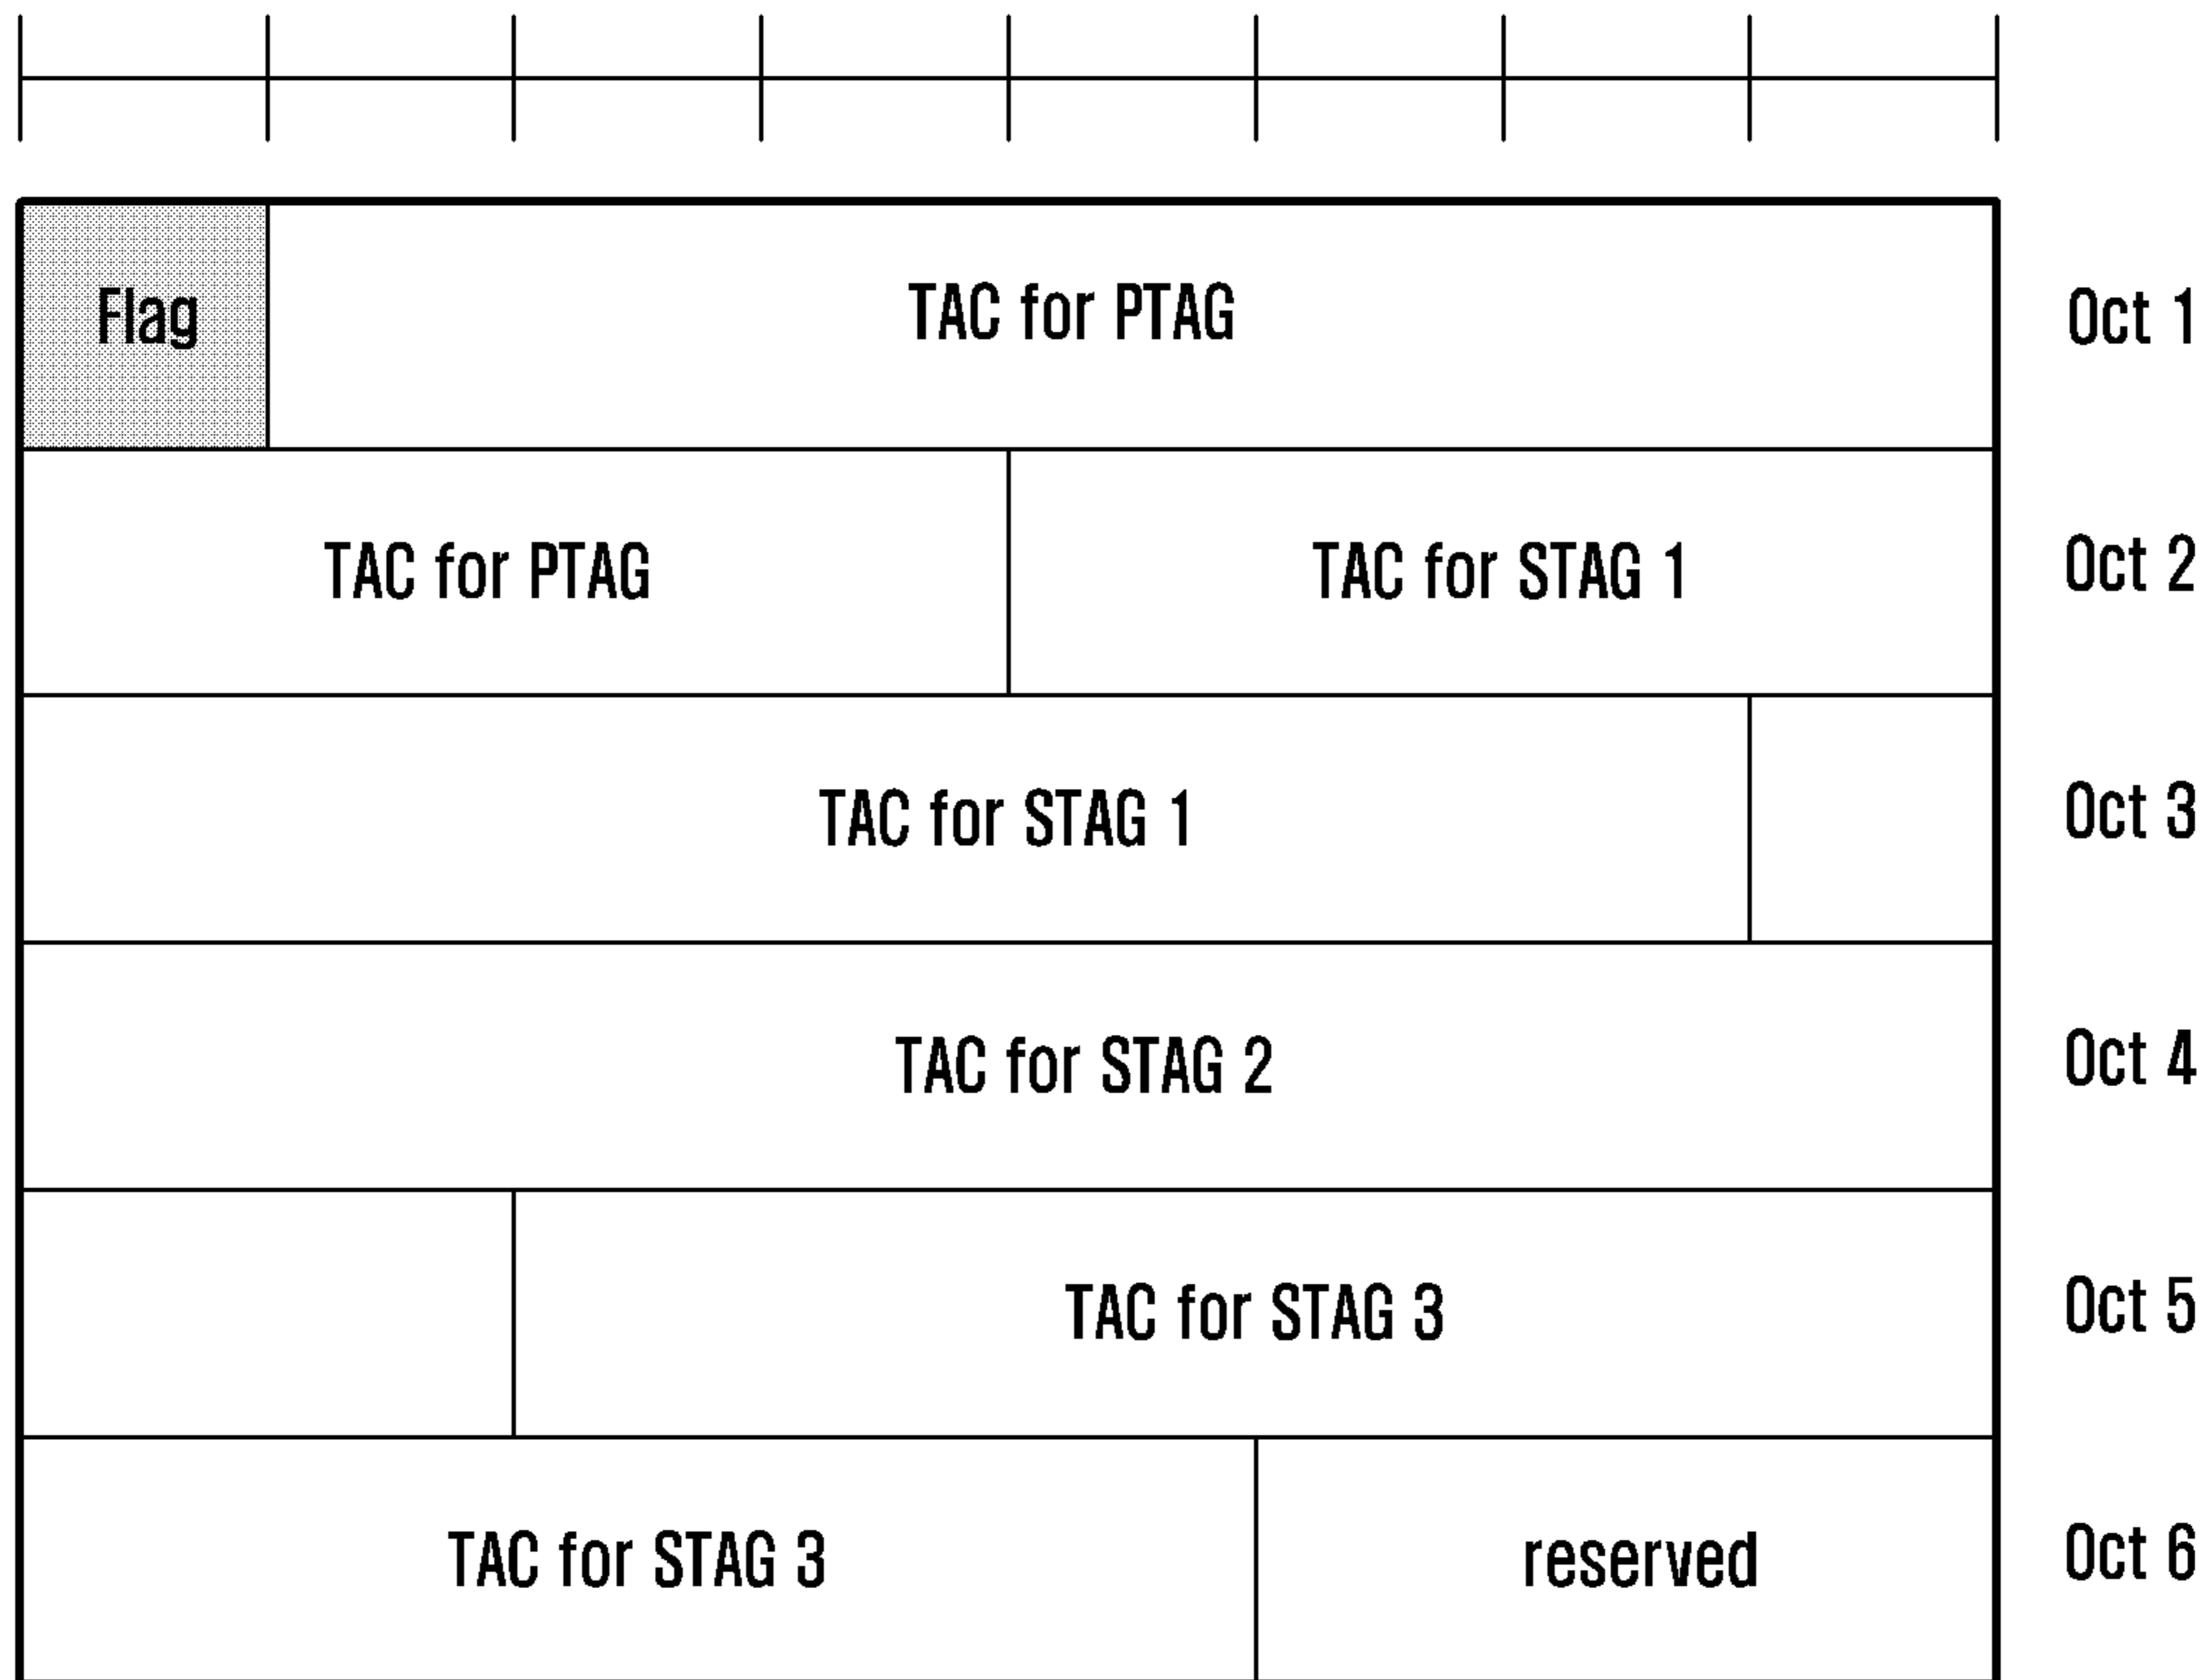 Flag TAC for PTAG Oct 1
TAC for PTAG TAC for STAG 1 Oct 2
TAC for STAG 1 Oct 3
TAC for STAG 2 Oct 4
TAC for STAG 3 Oct 5
TAC for STAG 3 reserved Oct 6